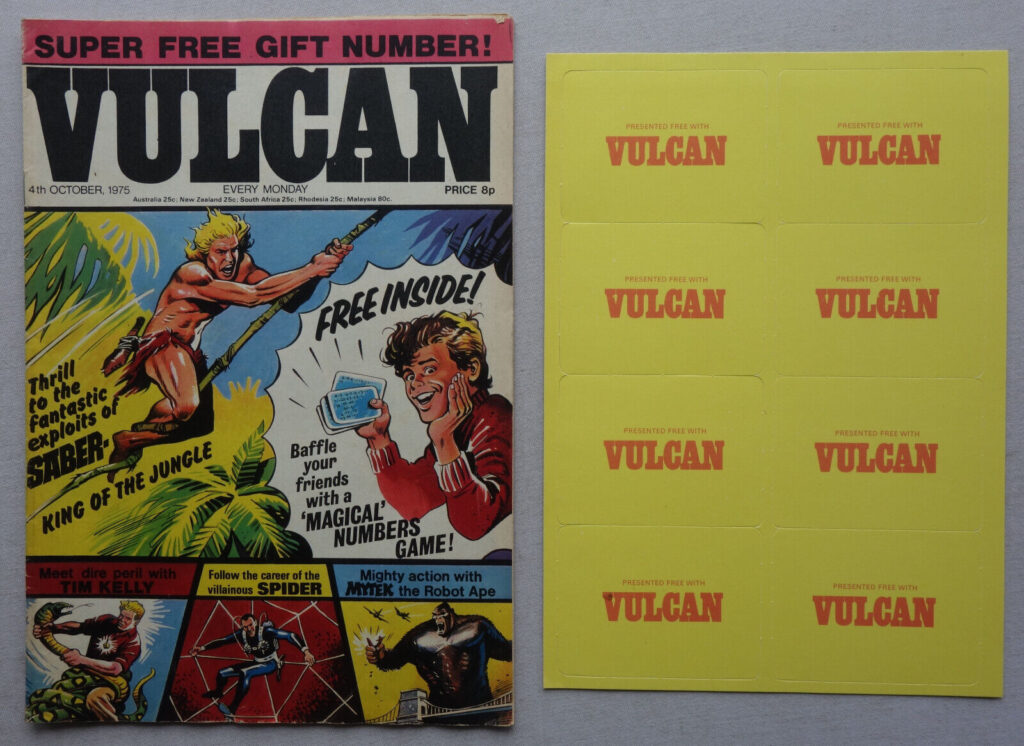 SUPER FREE GIFT NUMBER!
VULCAN
4th OCTOBER, 1975
EVERY MONDAY
PRICE 8p
Australia 25c; New Zealand 25c; South Africa 25c; Rhodesia 25c; Malaysia 80c.
FREE INSIDE!
Thrill
to the
fantastic
exploits of
SABER-
KING OF THE JUNGLE
Baffle
your
friends
with a
'MAGICAL'
NUMBERS
GAME!
Meet dire peril with
TIM KELLY
Follow the career of the
villainous SPIDER
Mighty action with
MYTEK the Robot Ape
PRESENTED FREE WITH
VULCAN
PRESENTED FREE WITH
VULCAN
PRESENTED FREE WITH
VULCAN
PRESENTED FREE WITH
VULCAN
PRESENTED FREE WITH
VULCAN
PRESENTED FREE WITH
VULCAN
PRESENTED FREE WITH
VULCAN
PRESENTED FREE WITH
VULCAN